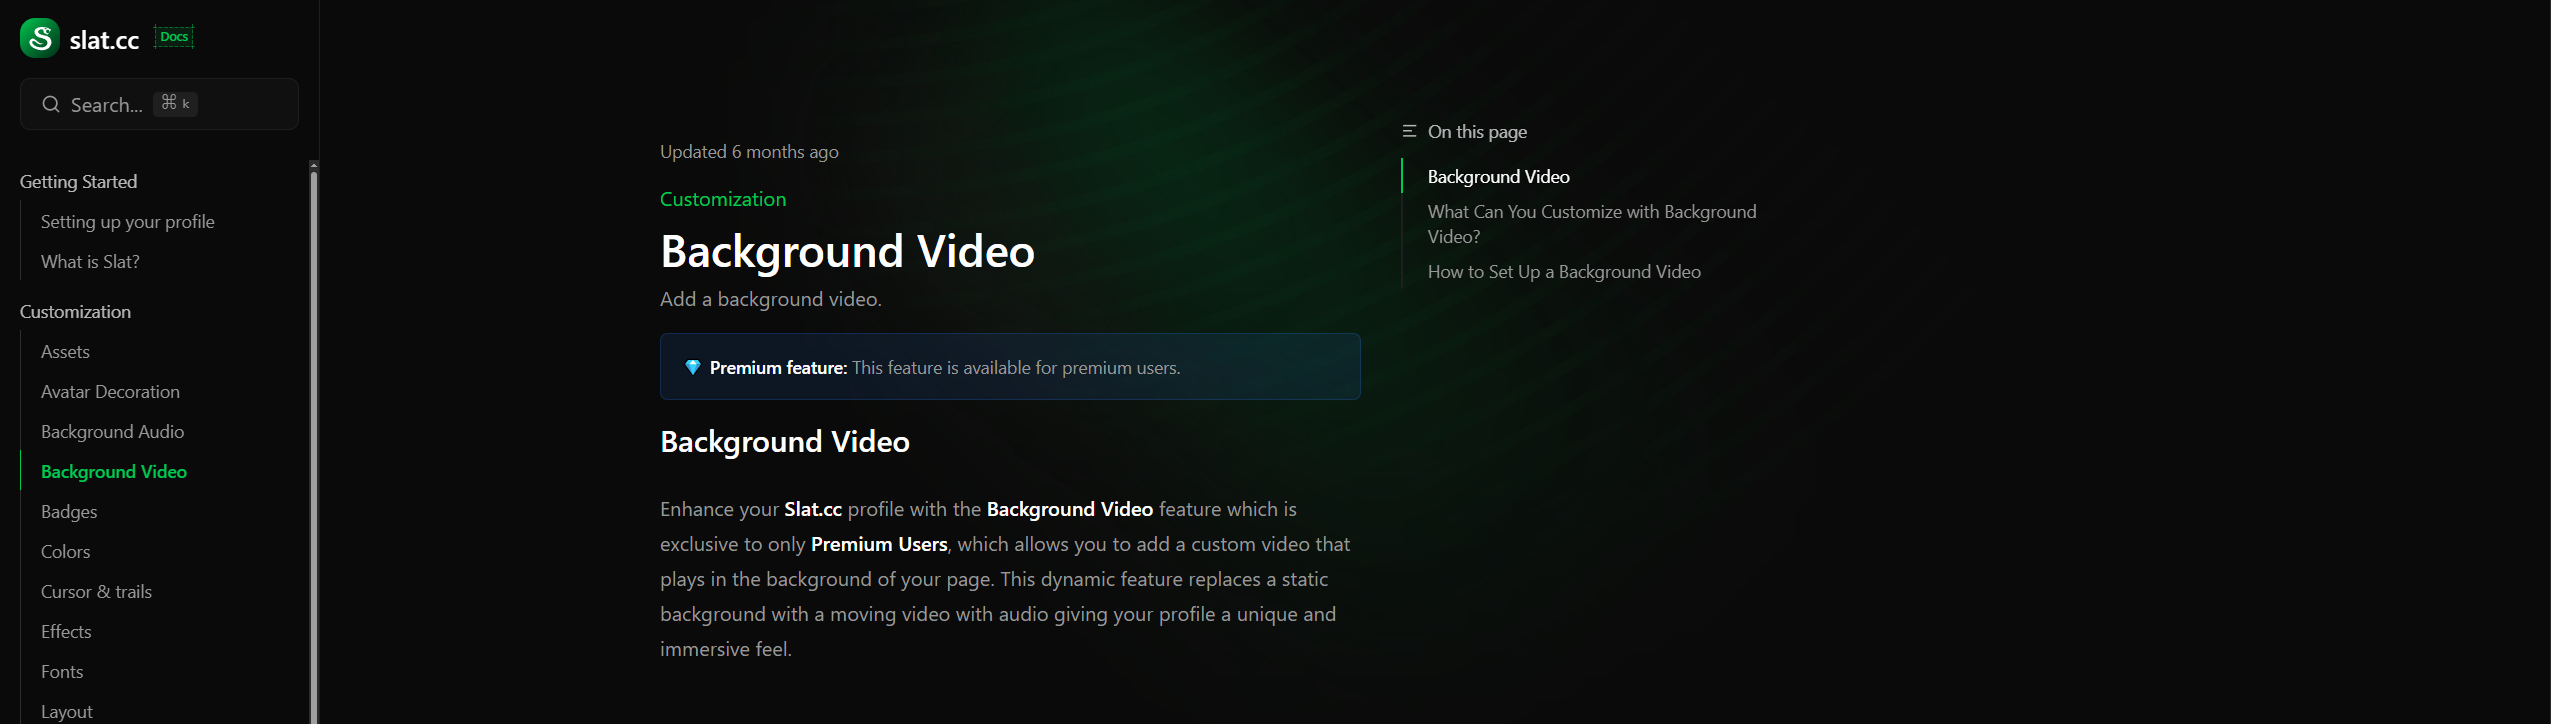 slat.cc
Docs
Search... ⌘ k
Getting Started
Setting up your profile
What is Slat?
Customization
Assets
Avatar Decoration
Background Audio
Background Video
Badges
Colors
Cursor & trails
Effects
Fonts
Layout
Updated 6 months ago
Customization
Background Video
Add a background video.
💎 Premium feature: This feature is available for premium users.
Background Video
Enhance your Slat.cc profile with the Background Video feature which is
exclusive to only Premium Users, which allows you to add a custom video that
plays in the background of your page. This dynamic feature replaces a static
background with a moving video with audio giving your profile a unique and
immersive feel.
On this page
Background Video
What Can You Customize with Background
Video?
How to Set Up a Background Video